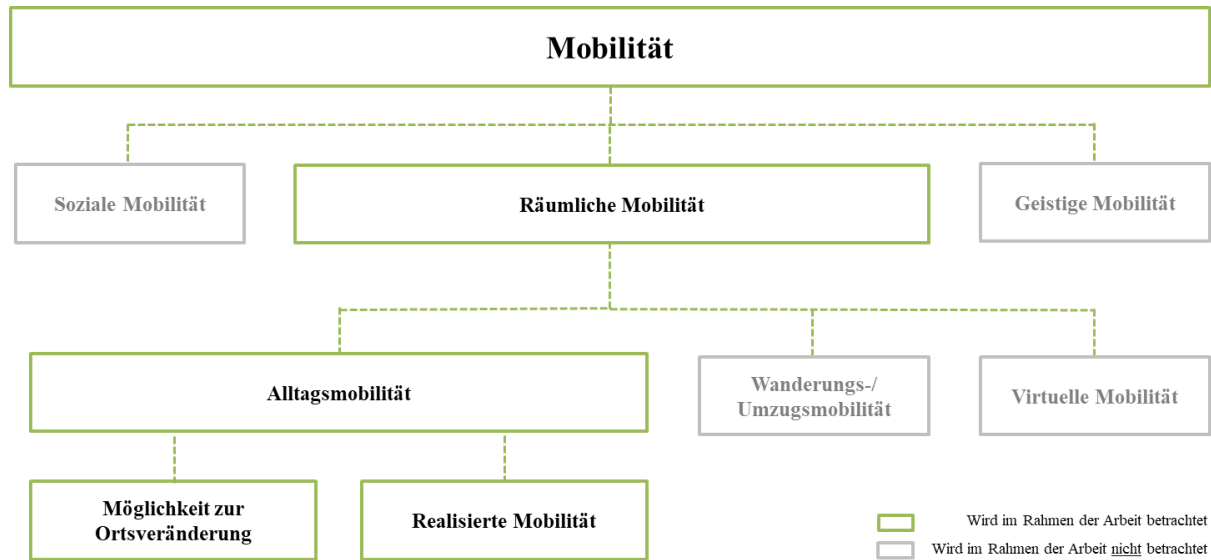 Mobilität
Soziale Mobilität
Räumliche Mobilität
Geistige Mobilität
Alltagsmobilität
Wanderungs-/
Umzugsmobilität
Virtuelle Mobilität
Möglichkeit zur
Ortsveränderung
Realisierte Mobilität
Wird im Rahmen der Arbeit betrachtet
Wird im Rahmen der Arbeit nicht betrachtet